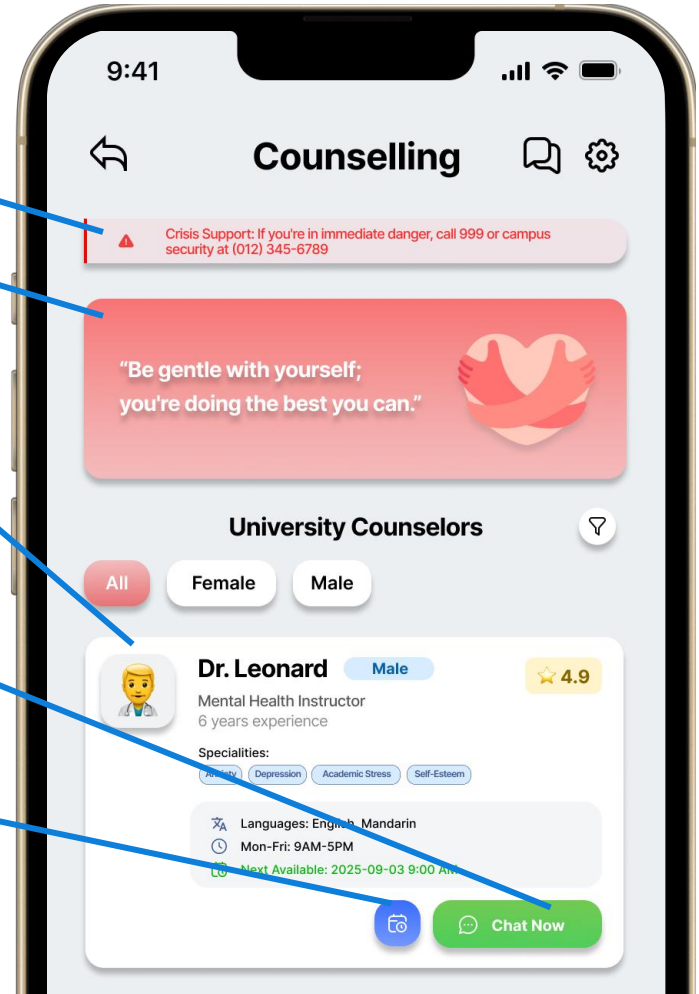 9:41
Counselling
Crisis Support: If you're in immediate danger, call 999 or campus
security at (012) 345-6789
“Be gentle with yourself;
you're doing the best you can.”
University Counselors
All
Female
Male
Dr. Leonard
Male
4.9
Mental Health Instructor
6 years experience
Specialities:
Anxiety
Depression
Academic Stress
Self-Esteem
Languages: English, Mandarin
Mon-Fri: 9AM-5PM
Next Available: 2025-09-03 9:00 AM
Chat Now